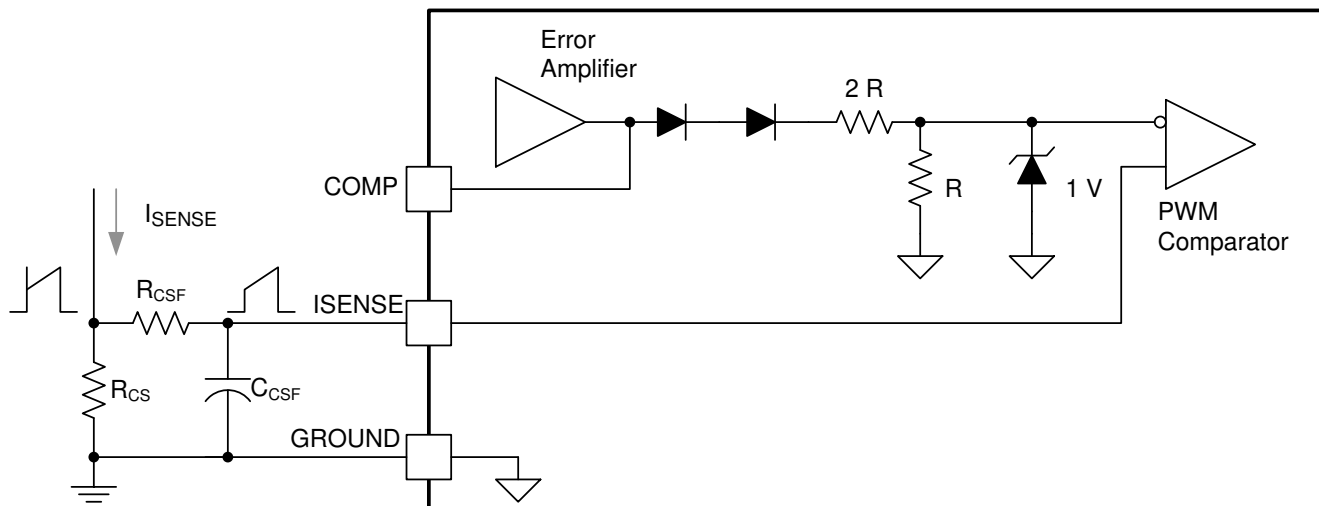 Error
Amplifier
2 R
COMP
R
1 V
PWM
Comparator
ISENSE
RCSF
ISENSE
RCS
CCSF
GROUND